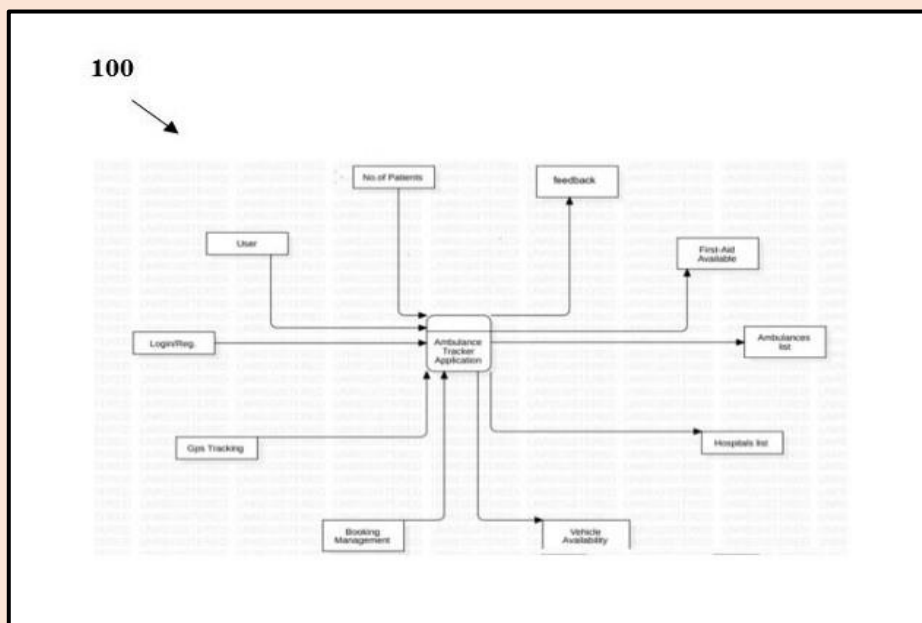 100
No.of Patients
feedback
User
First-Aid
Available
Login/Reg.
Ambulance
Tracker
Application
Ambulances
list
Gps Tracking
Hospitals list
Booking
Management
Vehicle
Availability